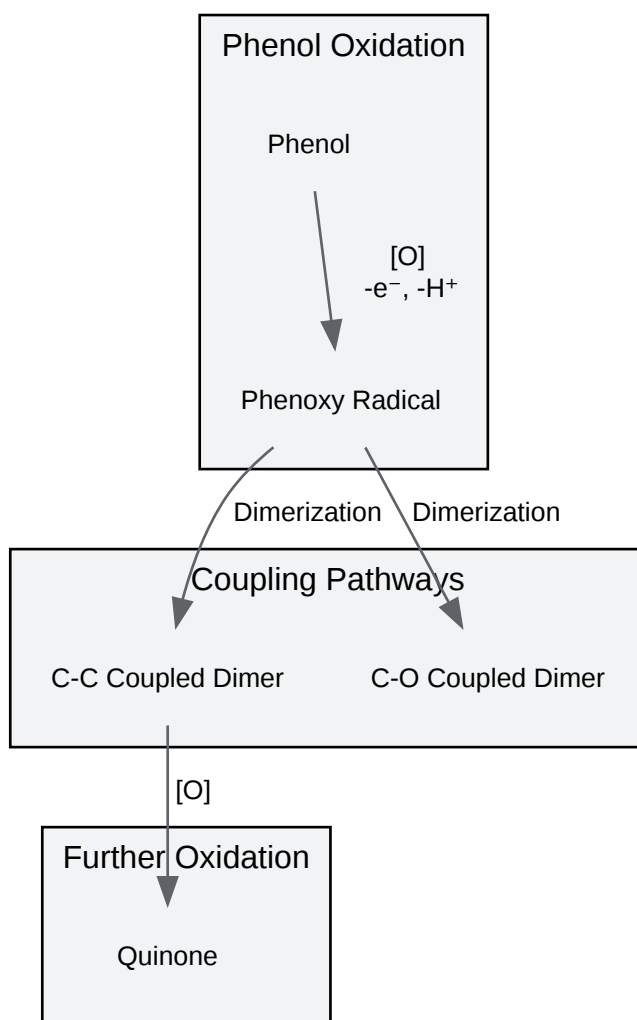 Phenol Oxidation
Phenol
[O]
-e⁻, -H⁺
Phenoxy Radical
Dimerization
Dimerization
Coupling Pathways
C-C Coupled Dimer
C-O Coupled Dimer
[O]
Further Oxidation
Quinone